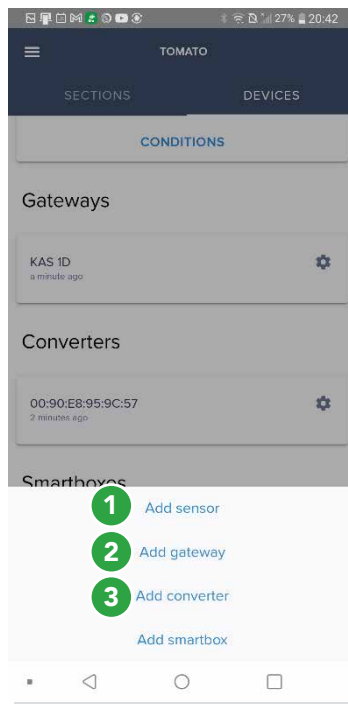 27% 20:42
TOMATO
SECTIONS DEVICES
CONDITIONS
Gateways
KAS 1D
a minute ago
Converters
00:90:E8:95:9C:57
2 minutes ago
Smartboxes
1 Add sensor
2 Add gateway
3 Add converter
Add smartbox